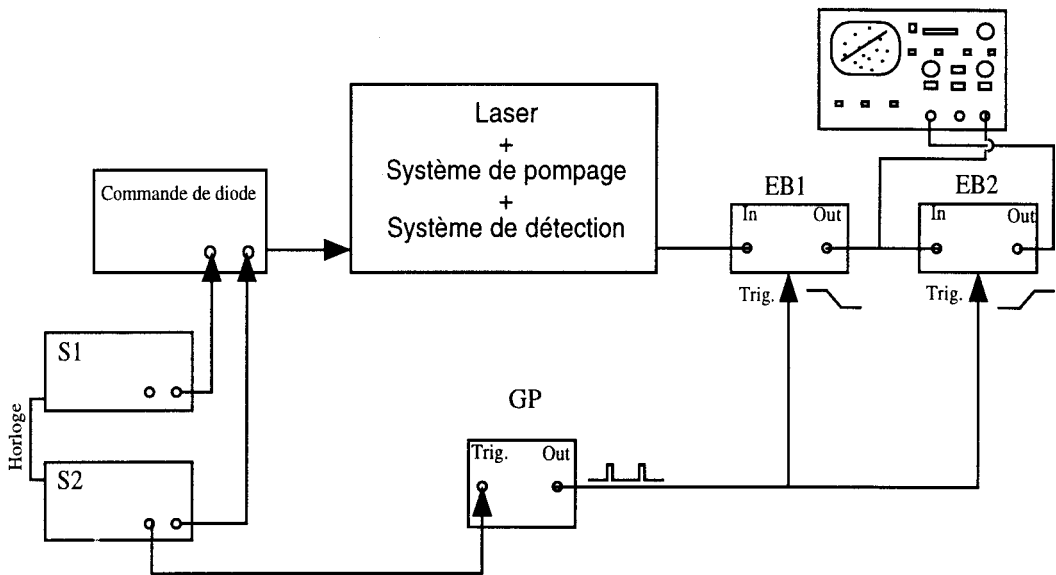 Laser
+
Système de pompage
+
Système de détection
Commande de diode
EB1
EB2
In
Out
In
Out
Trig.
Trig.
S1
Horloge
S2
GP
Trig.
Out